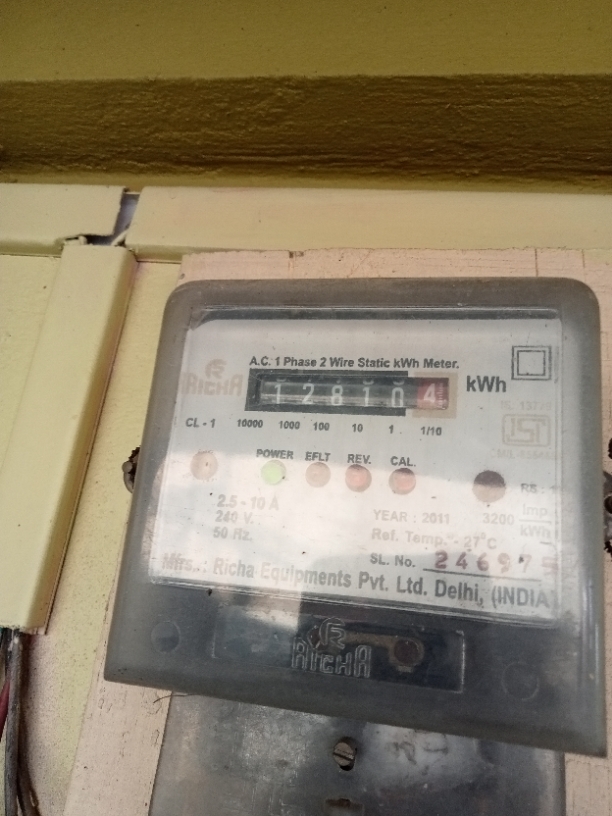 A.C. 1 Phase 2 Wire Static kWh Meter.
RICHA
12810 4 kWh
CL - 1 10000 1000 100 10 1 1/10
POWER EFLT REV. CAL.
2.5 - 10 A
240 V.
50 Hz.
YEAR : 2011 3200 Imp. kWh
Ref. Temp. - 27°C
SL. No. 246975
Mfrs.: Richa Equipments Pvt. Ltd. Delhi, (INDIA)
RICHA